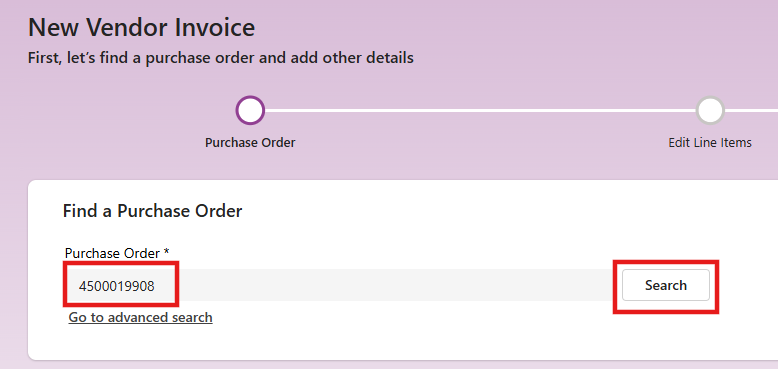 New Vendor Invoice
First, let’s find a purchase order and add other details
Purchase Order
Edit Line Items
Find a Purchase Order
Purchase Order *
4500019908
Search
Go to advanced search